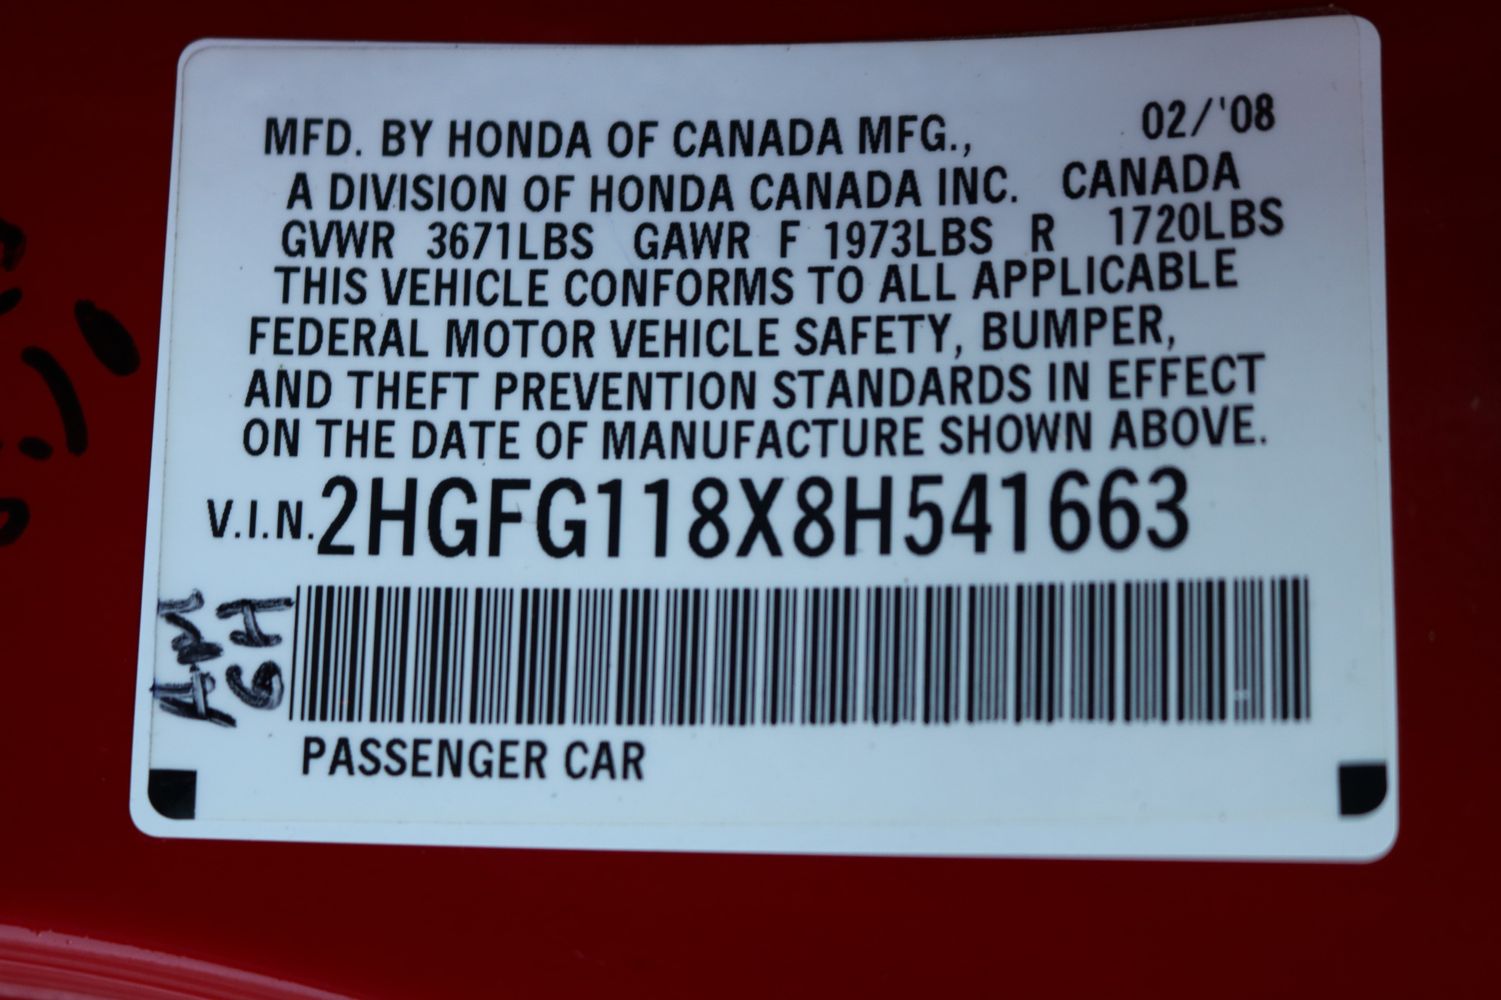 02/'08
MFD. BY HONDA OF CANADA MFG.,
A DIVISION OF HONDA CANADA INC. CANADA
GVWR 3671LBS GAWR F 1973LBS R 1720LBS
THIS VEHICLE CONFORMS TO ALL APPLICABLE
FEDERAL MOTOR VEHICLE SAFETY, BUMPER,
AND THEFT PREVENTION STANDARDS IN EFFECT
ON THE DATE OF MANUFACTURE SHOWN ABOVE.
V.I.N. 2HGFG118X8H541663
GH
PASSENGER CAR